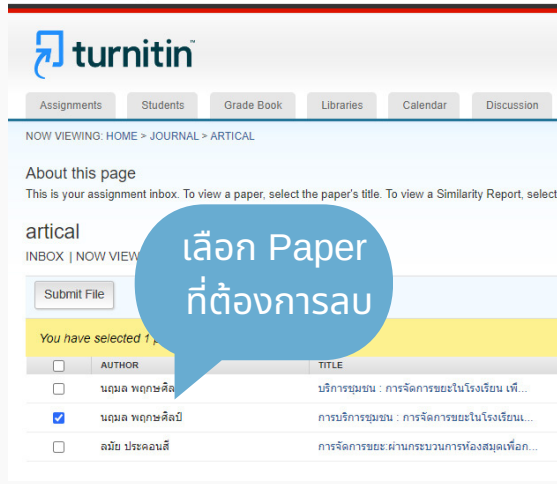 turnitin
Assignments Students Grade Book Libraries Calendar Discussion
NOW VIEWING: HOME > JOURNAL > ARTICAL
About this page
This is your assignment inbox. To view a paper, select the paper's title. To view a Similarity Report, select
artical
INBOX | NOW VIEW
เลือก Paper
ที่ต้องการลบ
Submit File
You have selected 1 p
AUTHOR TITLE
นฤมล พฤกษศิล บริการชุมชน : การจัดการขยะในโรงเรียน เพื่...
นฤมล พฤกษศิลป์ การบริการชุมชน : การจัดการขยะในโรงเรียนเ...
ลมัย ประคอนสี การจัดการขยะ:ผ่านกระบวนการห้องสมุดเพื่อก...